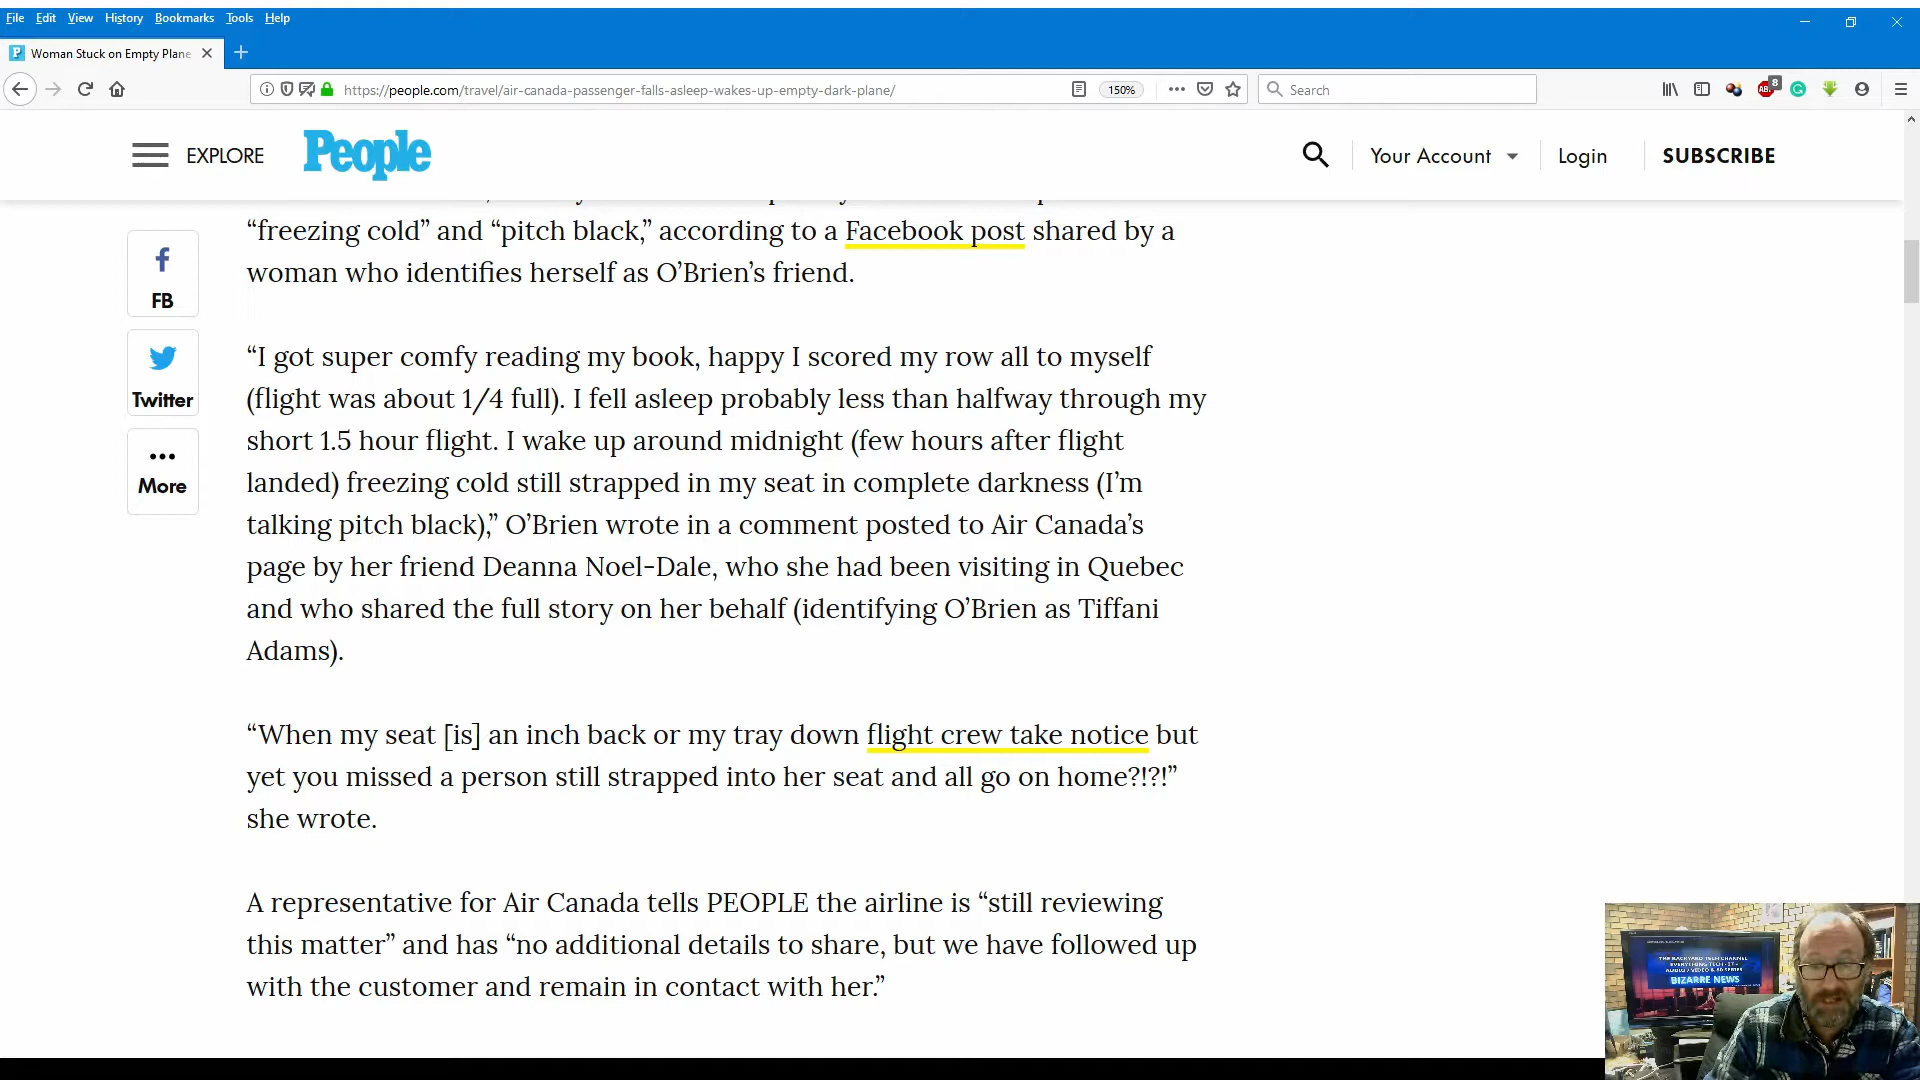 File Edit View History Bookmarks Tools Help
Woman Stuck on Empty Plane
https://people.com/travel/air-canada-passenger-falls-asleep-wakes-up-empty-dark-plane/
150%
Search
8
EXPLORE
People
Your Account
Login
SUBSCRIBE
“freezing cold” and “pitch black,” according to a Facebook post shared by a
woman who identifies herself as O’Brien’s friend.
FB
Twitter
More
“I got super comfy reading my book, happy I scored my row all to myself
(flight was about 1/4 full). I fell asleep probably less than halfway through my
short 1.5 hour flight. I wake up around midnight (few hours after flight
landed) freezing cold still strapped in my seat in complete darkness (I’m
talking pitch black),” O’Brien wrote in a comment posted to Air Canada’s
page by her friend Deanna Noel-Dale, who she had been visiting in Quebec
and who shared the full story on her behalf (identifying O’Brien as Tiffani
Adams).
“When my seat [is] an inch back or my tray down flight crew take notice but
yet you missed a person still strapped into her seat and all go on home?!?!”
she wrote.
A representative for Air Canada tells PEOPLE the airline is “still reviewing
this matter” and has “no additional details to share, but we have followed up
with the customer and remain in contact with her.”
THE BACKYARD TECH CHANNEL
EVERYTHING TECH - IT -
AUDIO / VIDEO &
BIZARRE NEWS